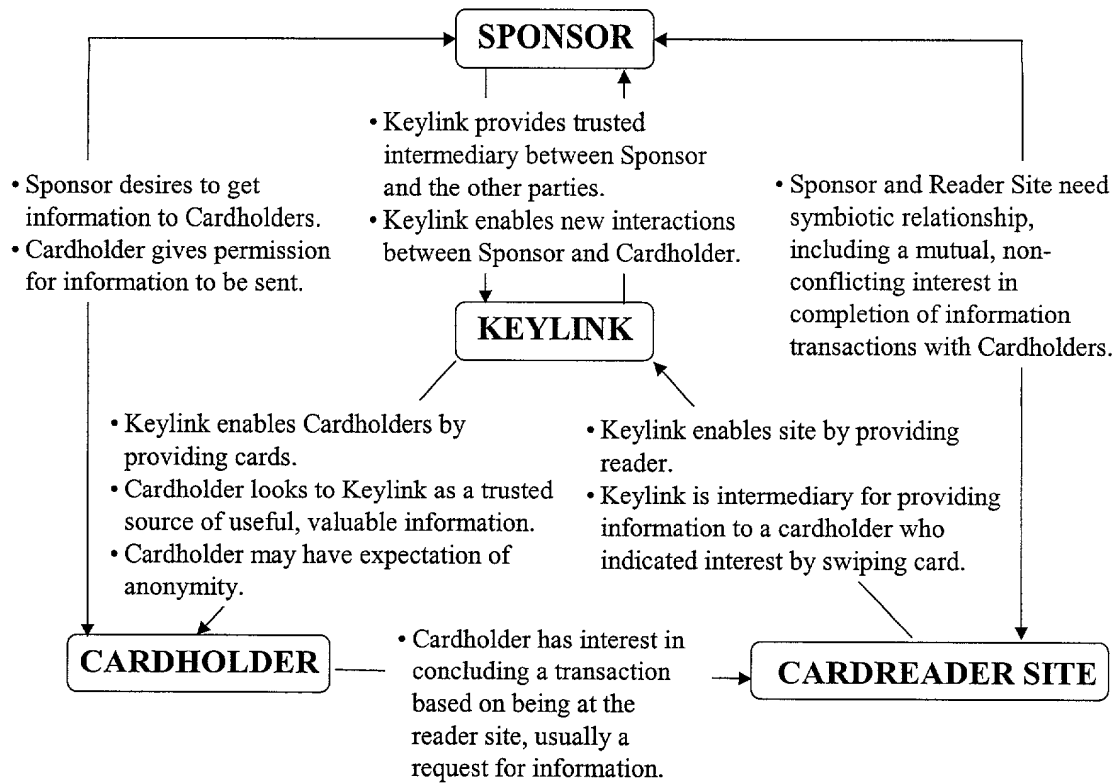 SPONSOR
• Keylink provides trusted
intermediary between Sponsor
and the other parties.
• Keylink enables new interactions
between Sponsor and Cardholder.
• Sponsor desires to get
information to Cardholders.
• Cardholder gives permission
for information to be sent.
• Sponsor and Reader Site need
symbiotic relationship,
including a mutual, non-
conflicting interest in
completion of information
transactions with Cardholders.
KEYLINK
• Keylink enables Cardholders by
providing cards.
• Cardholder looks to Keylink as a trusted
source of useful, valuable information.
• Cardholder may have expectation of
anonymity.
• Keylink enables site by providing
reader.
• Keylink is intermediary for providing
information to a cardholder who
indicated interest by swiping card.
CARDHOLDER
• Cardholder has interest in
concluding a transaction
based on being at the
reader site, usually a
request for information.
CARDREADER SITE